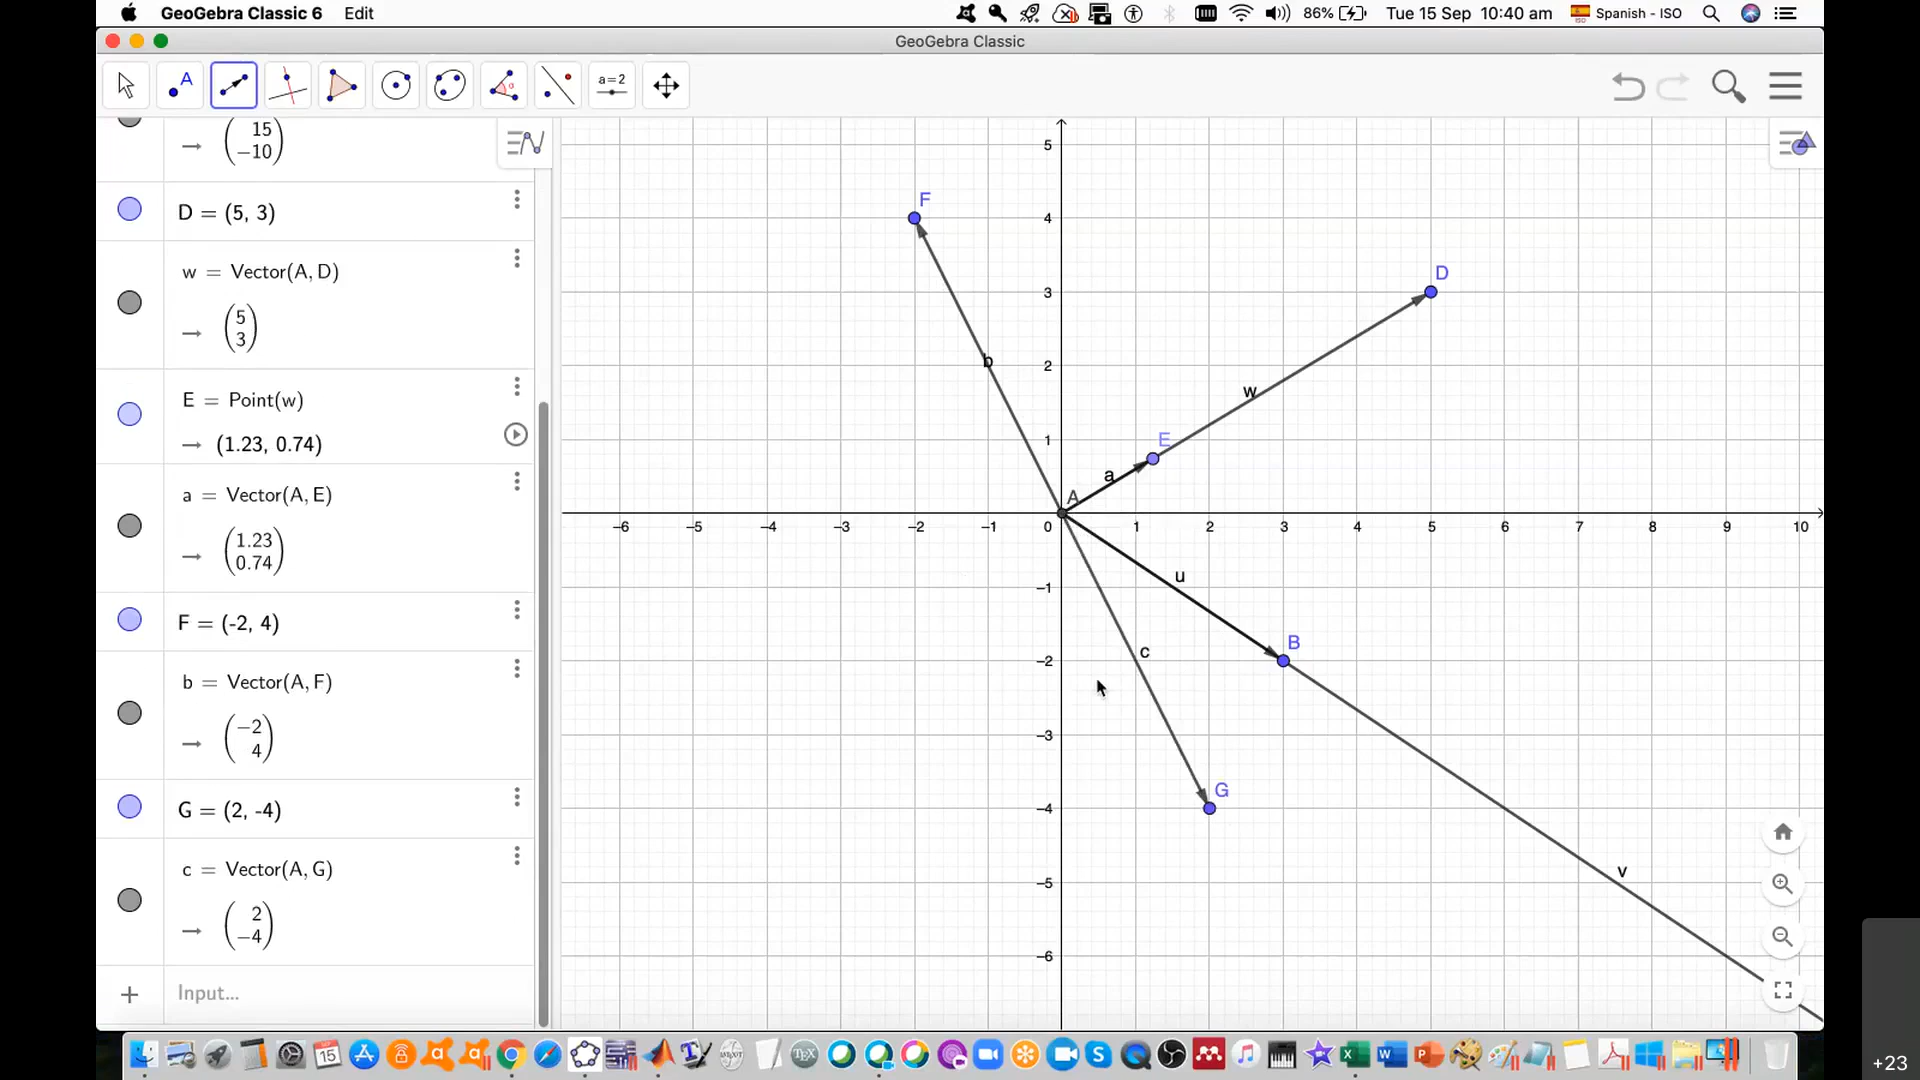 GeoGebra Classic 6 Edit 86% Tue 15 Sep 10:40 am Spanish - ISO
GeoGebra Classic
A
a=2
→ (15
−10)
D = (5, 3)
w = Vector(A, D)
→ (5
3)
E = Point(w)
→ (1.23, 0.74)
a = Vector(A, E)
→ (1.23
0.74)
F = (-2, 4)
b = Vector(A, F)
→ (−2
4)
G = (2, -4)
c = Vector(A, G)
→ (2
−4)
+ Input...
5
F
4
D
3
b
2
w
1
E
a
A
−6 −5 −4 −3 −2 −1 0 1 2 3 4 5 6 7 8 9 10
u
−1
B
c
−2
−3
G
−4
v
−5
−6
+23